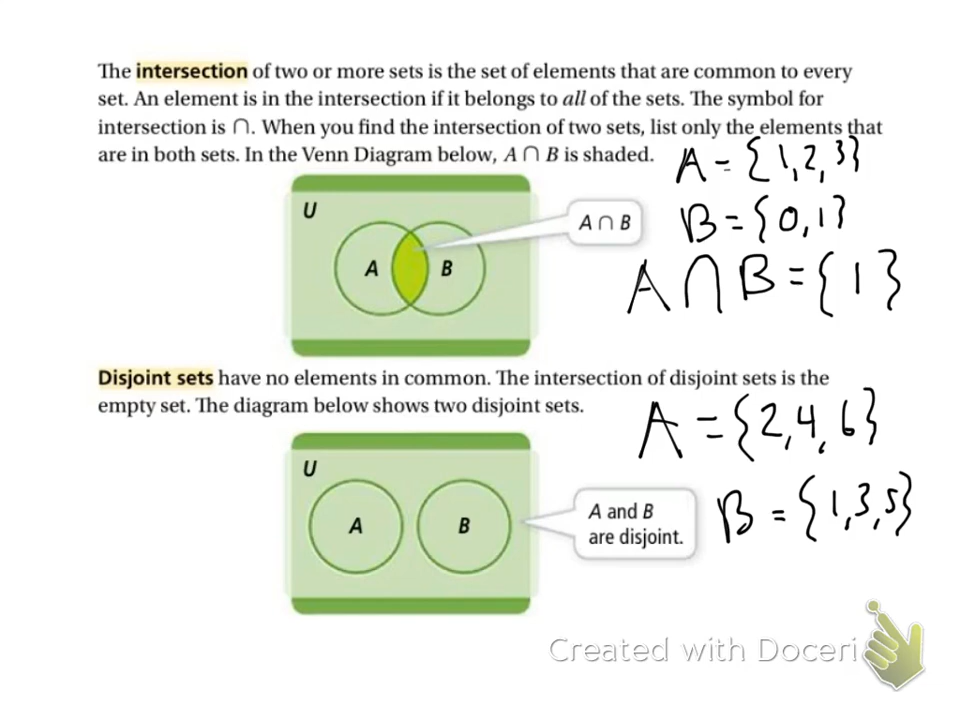 The intersection of two or more sets is the set of elements that are common to every
set. An element is in the intersection if it belongs to all of the sets. The symbol for
intersection is ∩. When you find the intersection of two sets, list only the elements that
are in both sets. In the Venn Diagram below, A ∩ B is shaded.
A = {1, 2, 3}
B = {0, 1}
A ∩ B = {1}
U
A ∩ B
A
B
Disjoint sets have no elements in common. The intersection of disjoint sets is the
empty set. The diagram below shows two disjoint sets.
A = {2, 4, 6}
B = {1, 3, 5}
U
A
B
A and B
are disjoint.
Created with Doceri